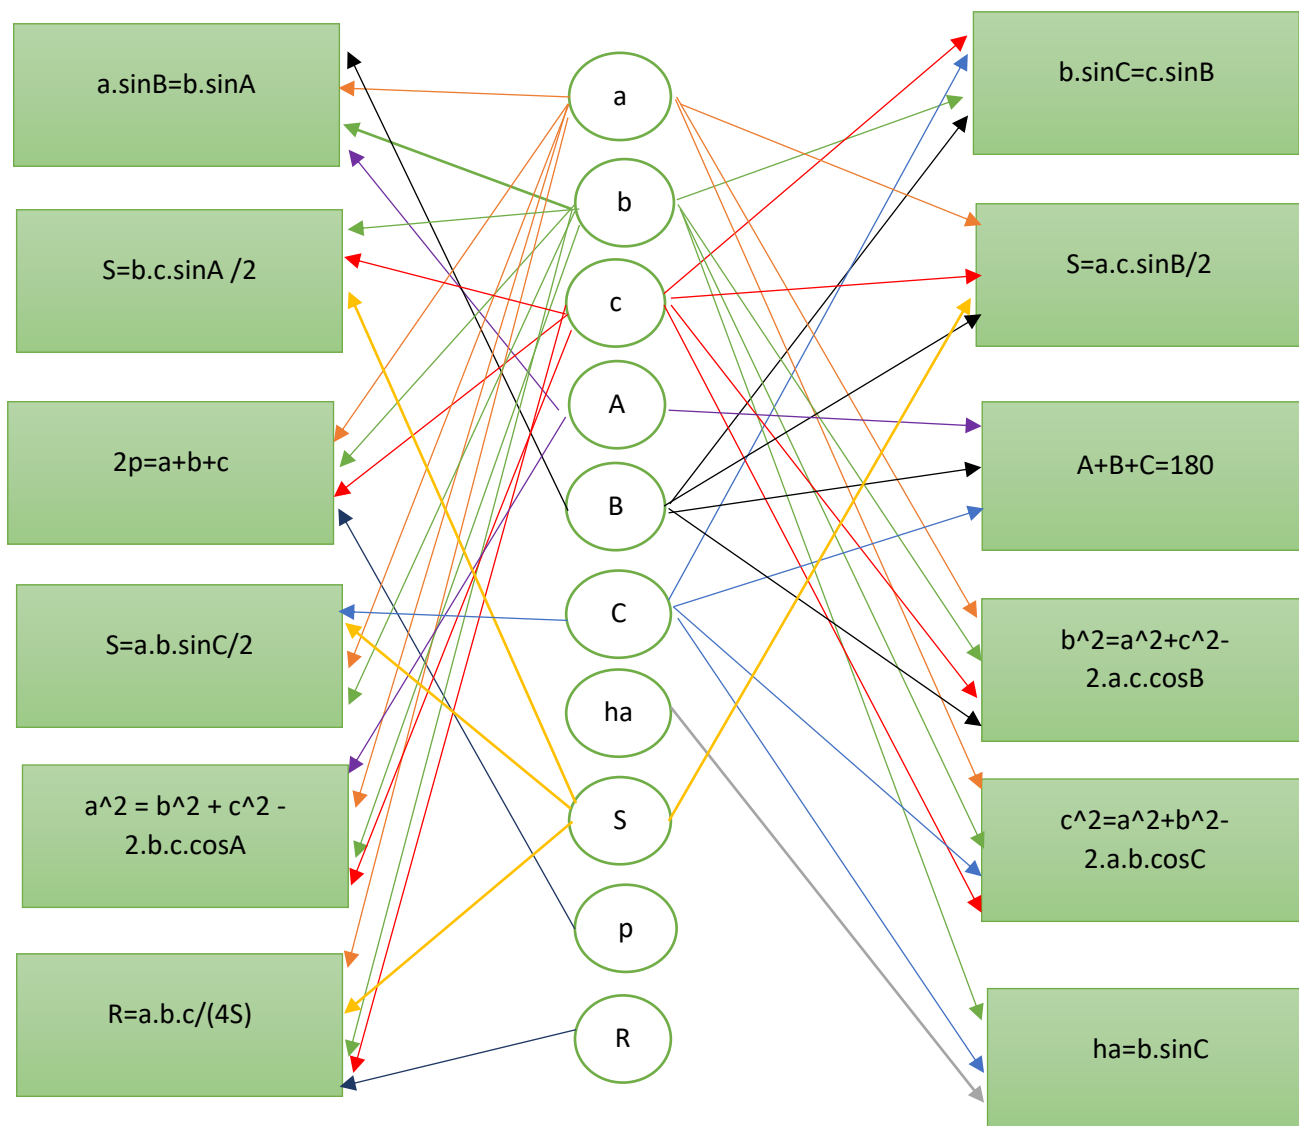 a.sinB=b.sinA
S=b.c.sinA /2
2p=a+b+c
S=a.b.sinC/2
a^2 = b^2 + c^2 -
2.b.c.cosA
R=a.b.c/(4S)
a
b
c
A
B
C
ha
S
p
R
b.sinC=c.sinB
S=a.c.sinB/2
A+B+C=180
b^2=a^2+c^2-
2.a.c.cosB
c^2=a^2+b^2-
2.a.b.cosC
ha=b.sinC